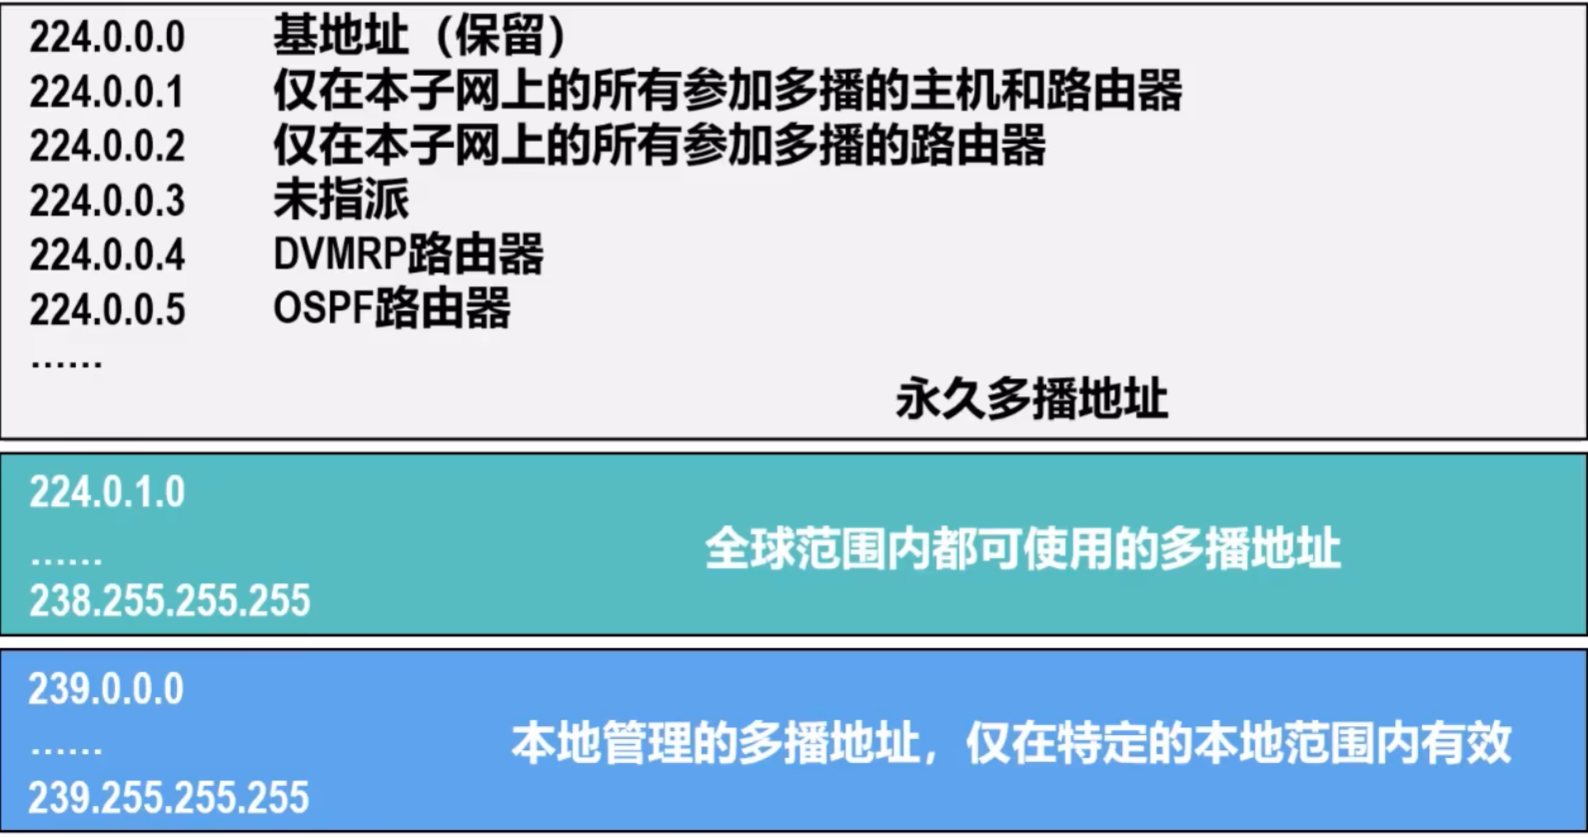 224.0.0.0 基地址（保留）
224.0.0.1 仅在本子网上的所有参加多播的主机和路由器
224.0.0.2 仅在本子网上的所有参加多播的路由器
224.0.0.3 未指派
224.0.0.4 DVMRP路由器
224.0.0.5 OSPF路由器
……
永久多播地址
224.0.1.0
……
全球范围内都可使用的多播地址
238.255.255.255
239.0.0.0
……
本地管理的多播地址，仅在特定的本地范围内有效
239.255.255.255